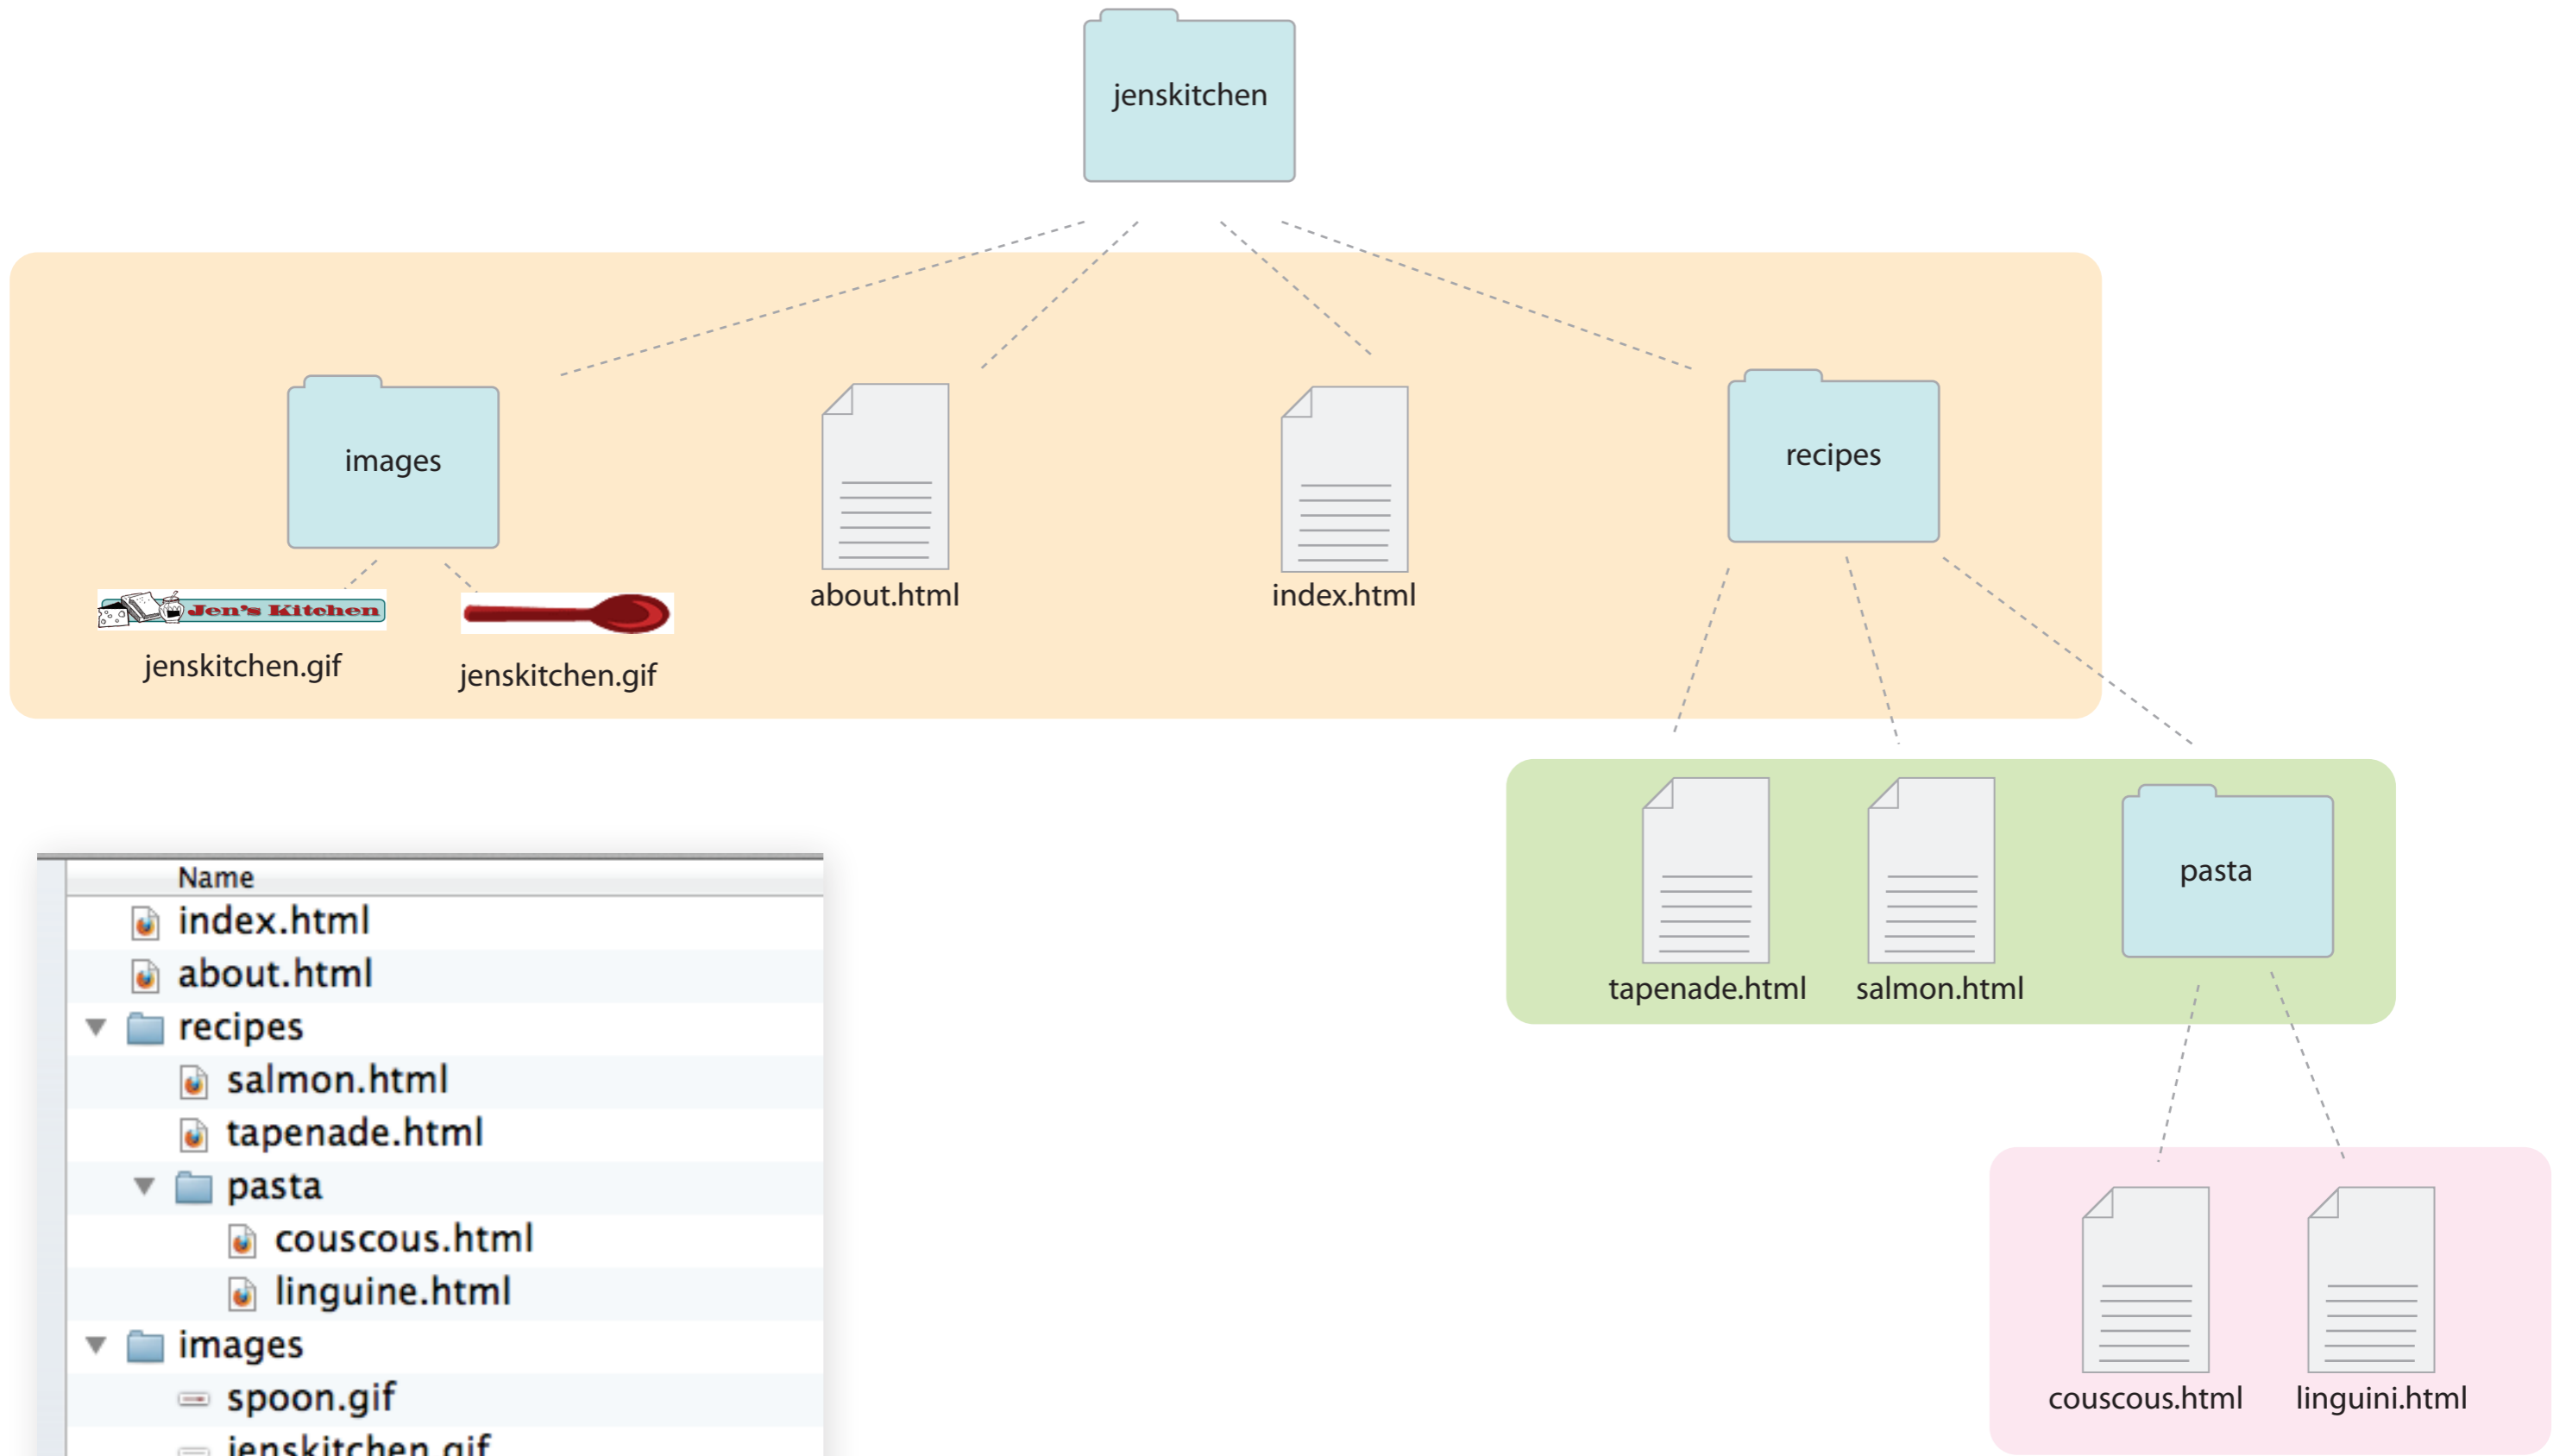 jenskitchen
images
recipes
about.html
index.html
Jen's Kitchen
jenskitchen.gif
jenskitchen.gif
tapenade.html
salmon.html
pasta
couscous.html
linguini.html
Name
index.html
about.html
recipes
salmon.html
tapenade.html
pasta
couscous.html
linguine.html
images
spoon.gif
jenskitchen.gif